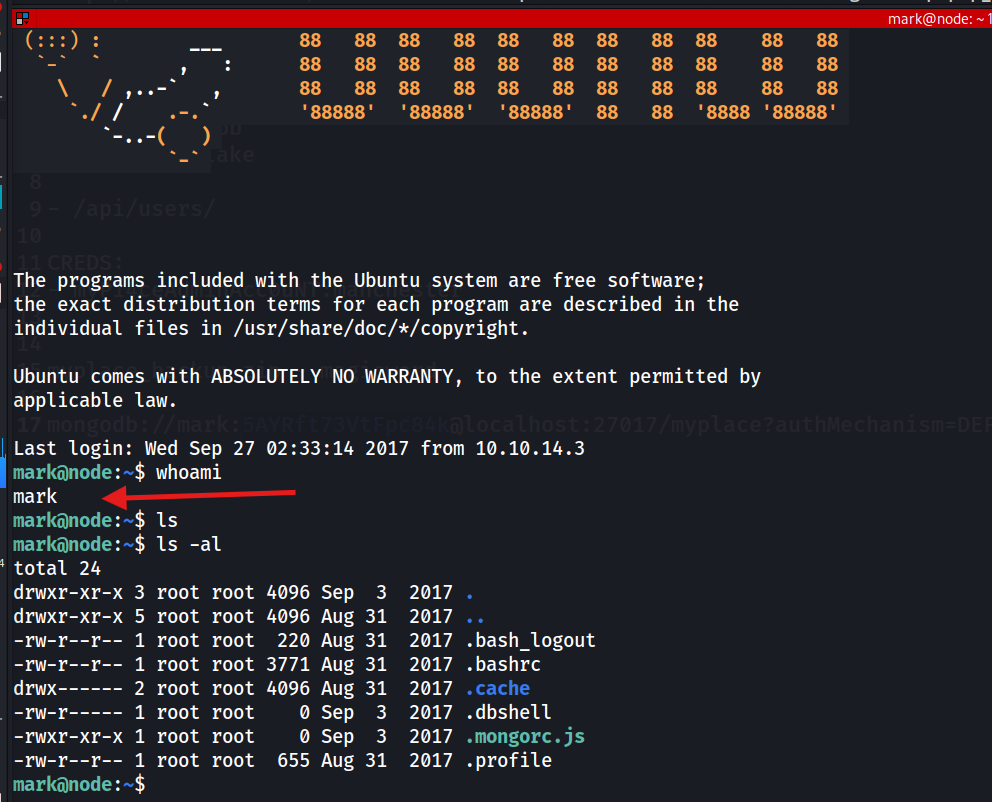 mark@node: ~ 1
(:::) :              ___       88   88  88   88  88   88  88   88  88    88   88
 `-`  `            ,   :      88   88  88   88  88   88  88   88  88    88   88
   \   / ,..-`   ,       88   88  88   88  88   88  88   88  88    88   88
    `./ /    .-.`        '88888'  '88888'  '88888'  88   88  '8888 '88888'
       `-..-(   )
             `-`
ake
8
9 - /api/users/
10
11 CREDS:
The programs included with the Ubuntu system are free software;
the exact distribution terms for each program are described in the
individual files in /usr/share/doc/*/copyright.
14
Ubuntu comes with ABSOLUTELY NO WARRANTY, to the extent permitted by
applicable law.
17 mongodb://mark:5AYRft73VtFpc84k@localhost:27017/myplace?authMechanism=DEF
Last login: Wed Sep 27 02:33:14 2017 from 10.10.14.3
mark@node:~$ whoami
mark
mark@node:~$ ls
mark@node:~$ ls -al
total 24
drwxr-xr-x 3 root root 4096 Sep  3  2017 .
drwxr-xr-x 5 root root 4096 Aug 31  2017 ..
-rw-r--r-- 1 root root  220 Aug 31  2017 .bash_logout
-rw-r--r-- 1 root root 3771 Aug 31  2017 .bashrc
drwx------ 2 root root 4096 Aug 31  2017 .cache
-rw-r----- 1 root root    0 Sep  3  2017 .dbshell
-rwxr-xr-x 1 root root    0 Sep  3  2017 .mongorc.js
-rw-r--r-- 1 root root  655 Aug 31  2017 .profile
mark@node:~$